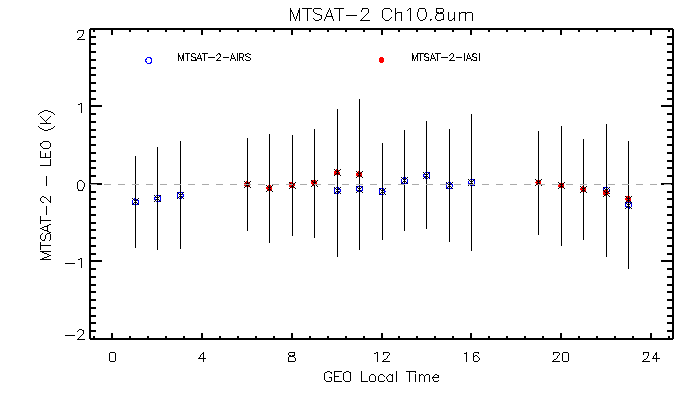 MTSAT-2 Ch10.8um
2
MTSAT-2-AIRS MTSAT-2-IASI
1
MTSAT-2 - LEO (K)
0
-1
-2
0 4 8 12 16 20 24
GEO Local Time